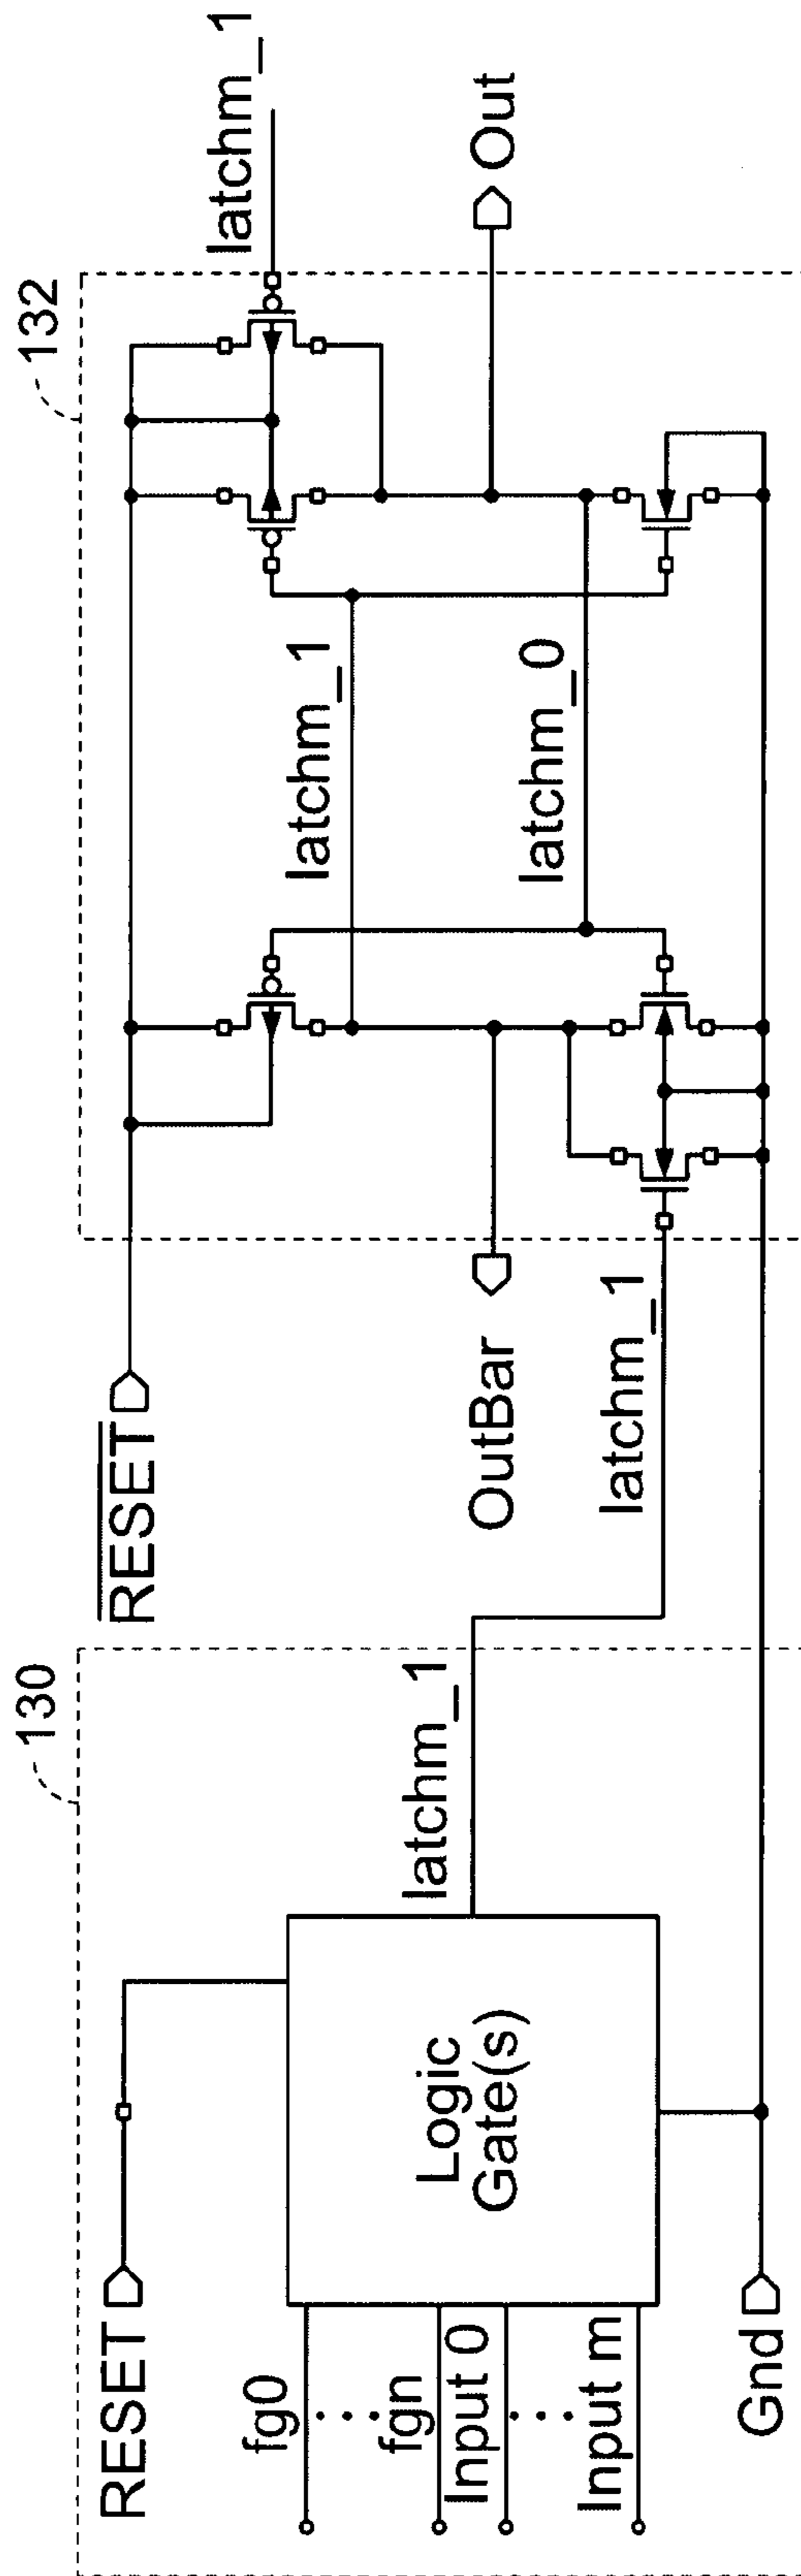 130
RESET
fg0
fgn
Input 0
Input m
Gnd
Logic
Gate(s)
latchm_1
132
RESET
OutBar
latchm_1
latchm_1
latchm_0
latchm_1
Out